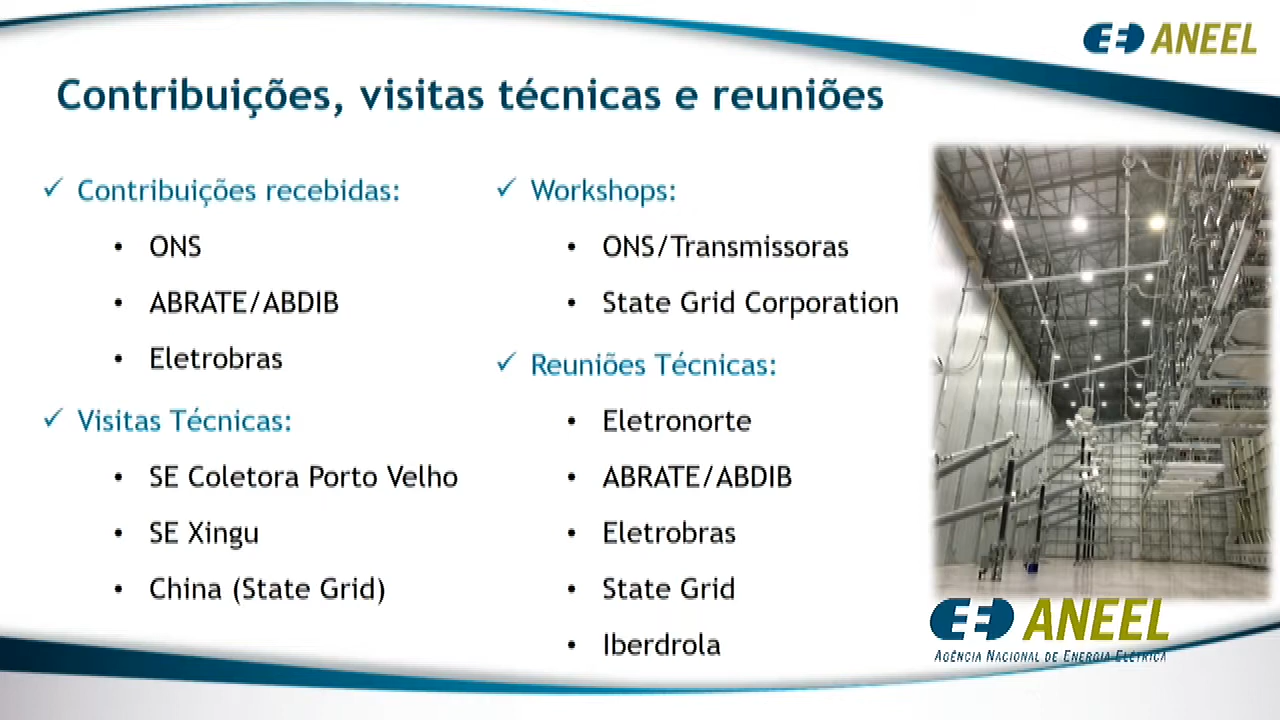 ANEEL
Contribuições, visitas técnicas e reuniões
✓ Contribuições recebidas:
• ONS
• ABRATE/ABDIB
• Eletrobras
✓ Visitas Técnicas:
• SE Coletora Porto Velho
• SE Xingu
• China (State Grid)
✓ Workshops:
• ONS/Transmissoras
• State Grid Corporation
✓ Reuniões Técnicas:
• Eletronorte
• ABRATE/ABDIB
• Eletrobras
• State Grid
• Iberdrola
ANEEL
AGÊNCIA NACIONAL DE ENERGIA ELÉTRICA